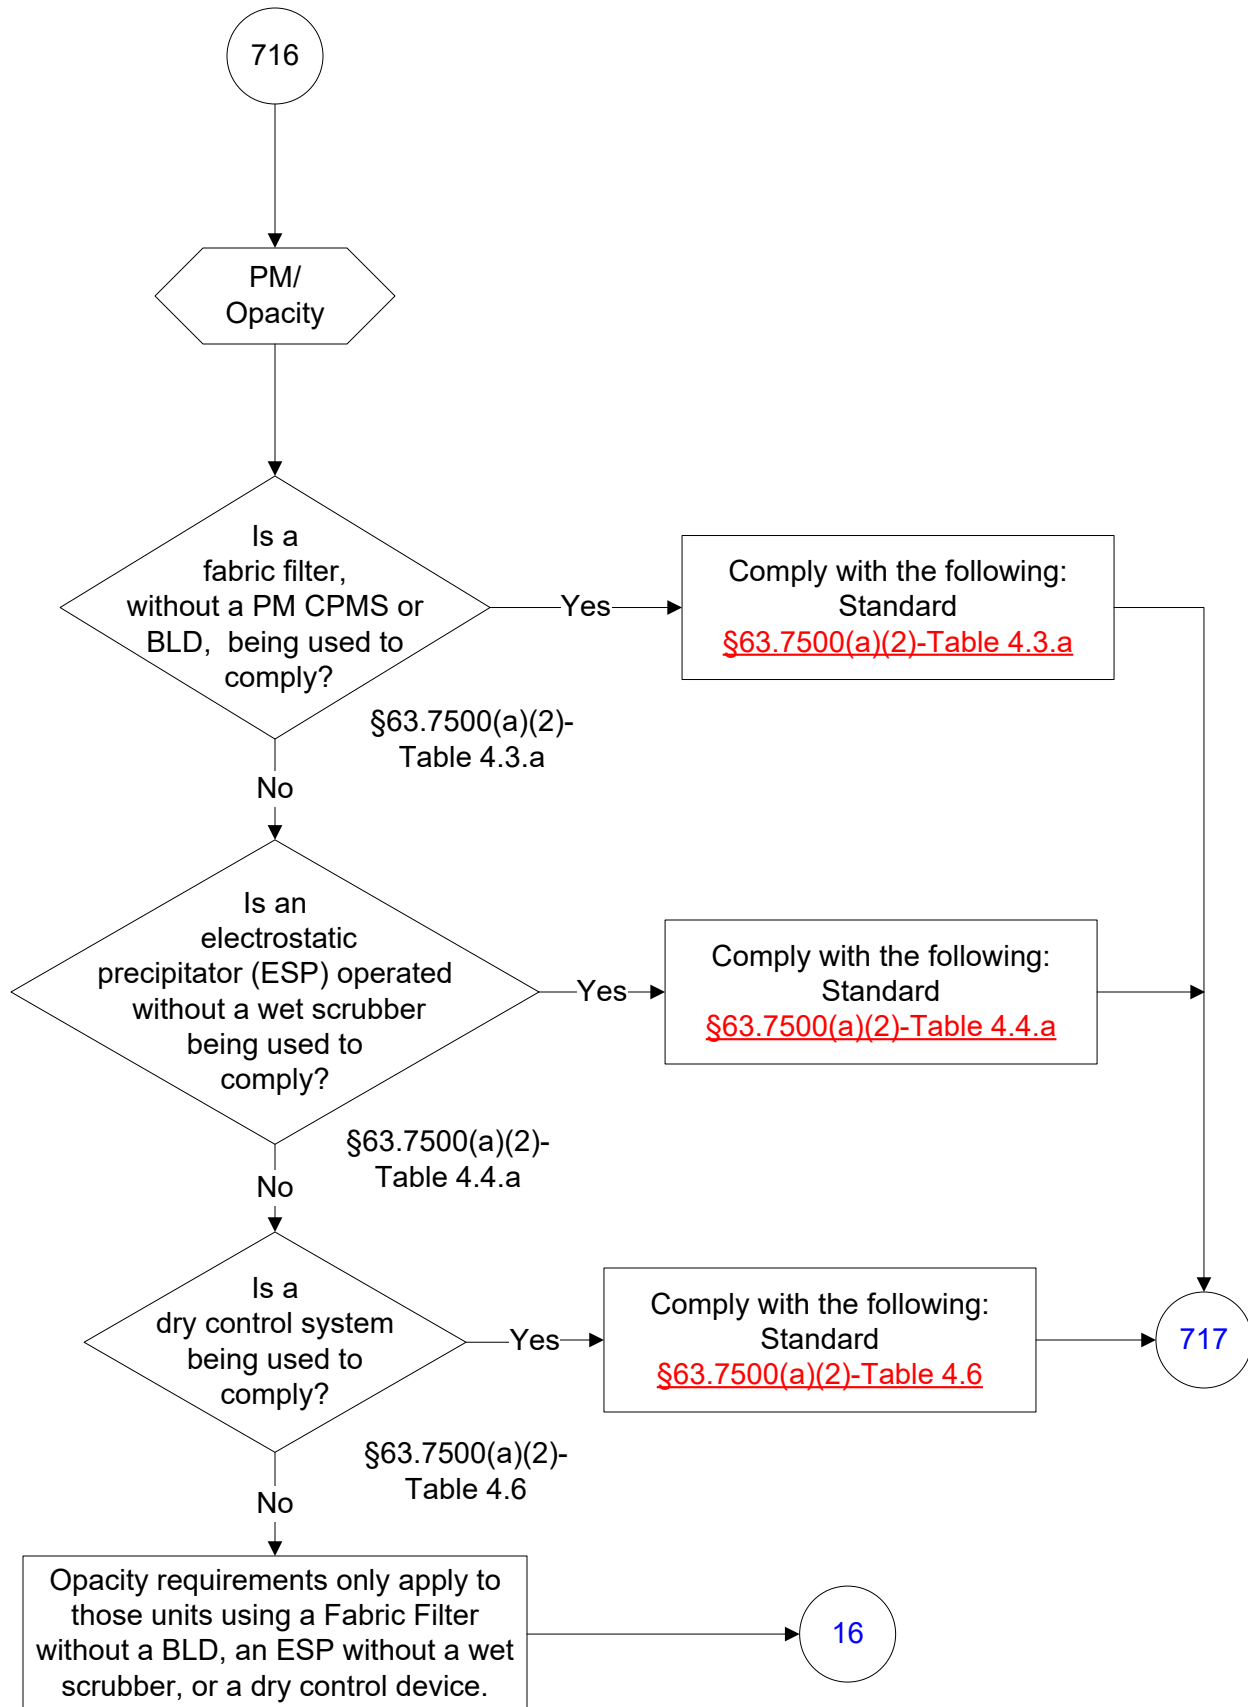 716
PM/
Opacity
Is a
fabric filter,
without a PM CPMS or
BLD,  being used to
comply?
Yes
Comply with the following:
Standard
§63.7500(a)(2)-Table 4.3.a
§63.7500(a)(2)-
Table 4.3.a
No
Is an
electrostatic
precipitator (ESP) operated
without a wet scrubber
being used to
comply?
Yes
Comply with the following:
Standard
§63.7500(a)(2)-Table 4.4.a
§63.7500(a)(2)-
Table 4.4.a
No
Is a
dry control system
being used to
comply?
Yes
Comply with the following:
Standard
§63.7500(a)(2)-Table 4.6
717
§63.7500(a)(2)-
Table 4.6
No
Opacity requirements only apply to
those units using a Fabric Filter
without a BLD, an ESP without a wet
scrubber, or a dry control device.
16